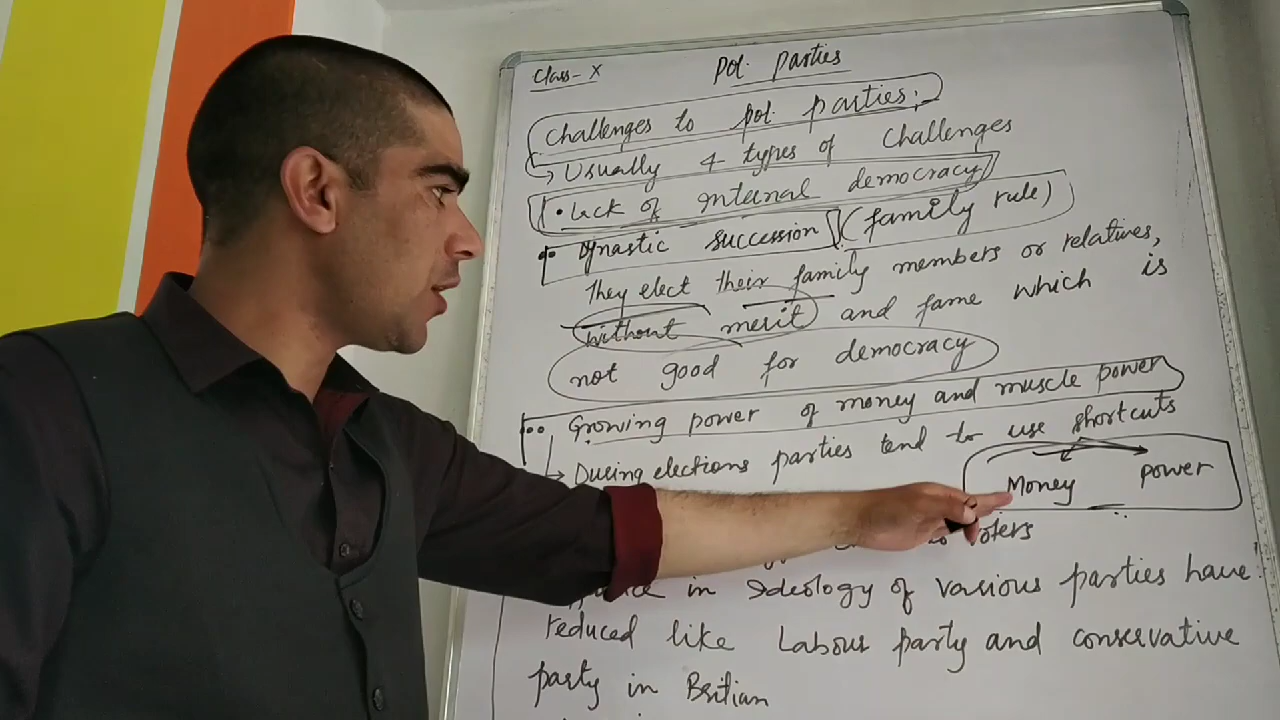 Class- X
Pol. Parties
Challenges to pol. parties.
→ Usually 4 types of Challenges
• Lack of Internal democracy
• Dynastic succession (family rule)
They elect their family members or relatives,
without merit and fame which is
not good for democracy
•• Growing power of money and muscle power
→ During elections parties tend to use shortcuts
Money power
voters
in Ideology of various parties have
reduced like Labour party and conservative
party in Britian